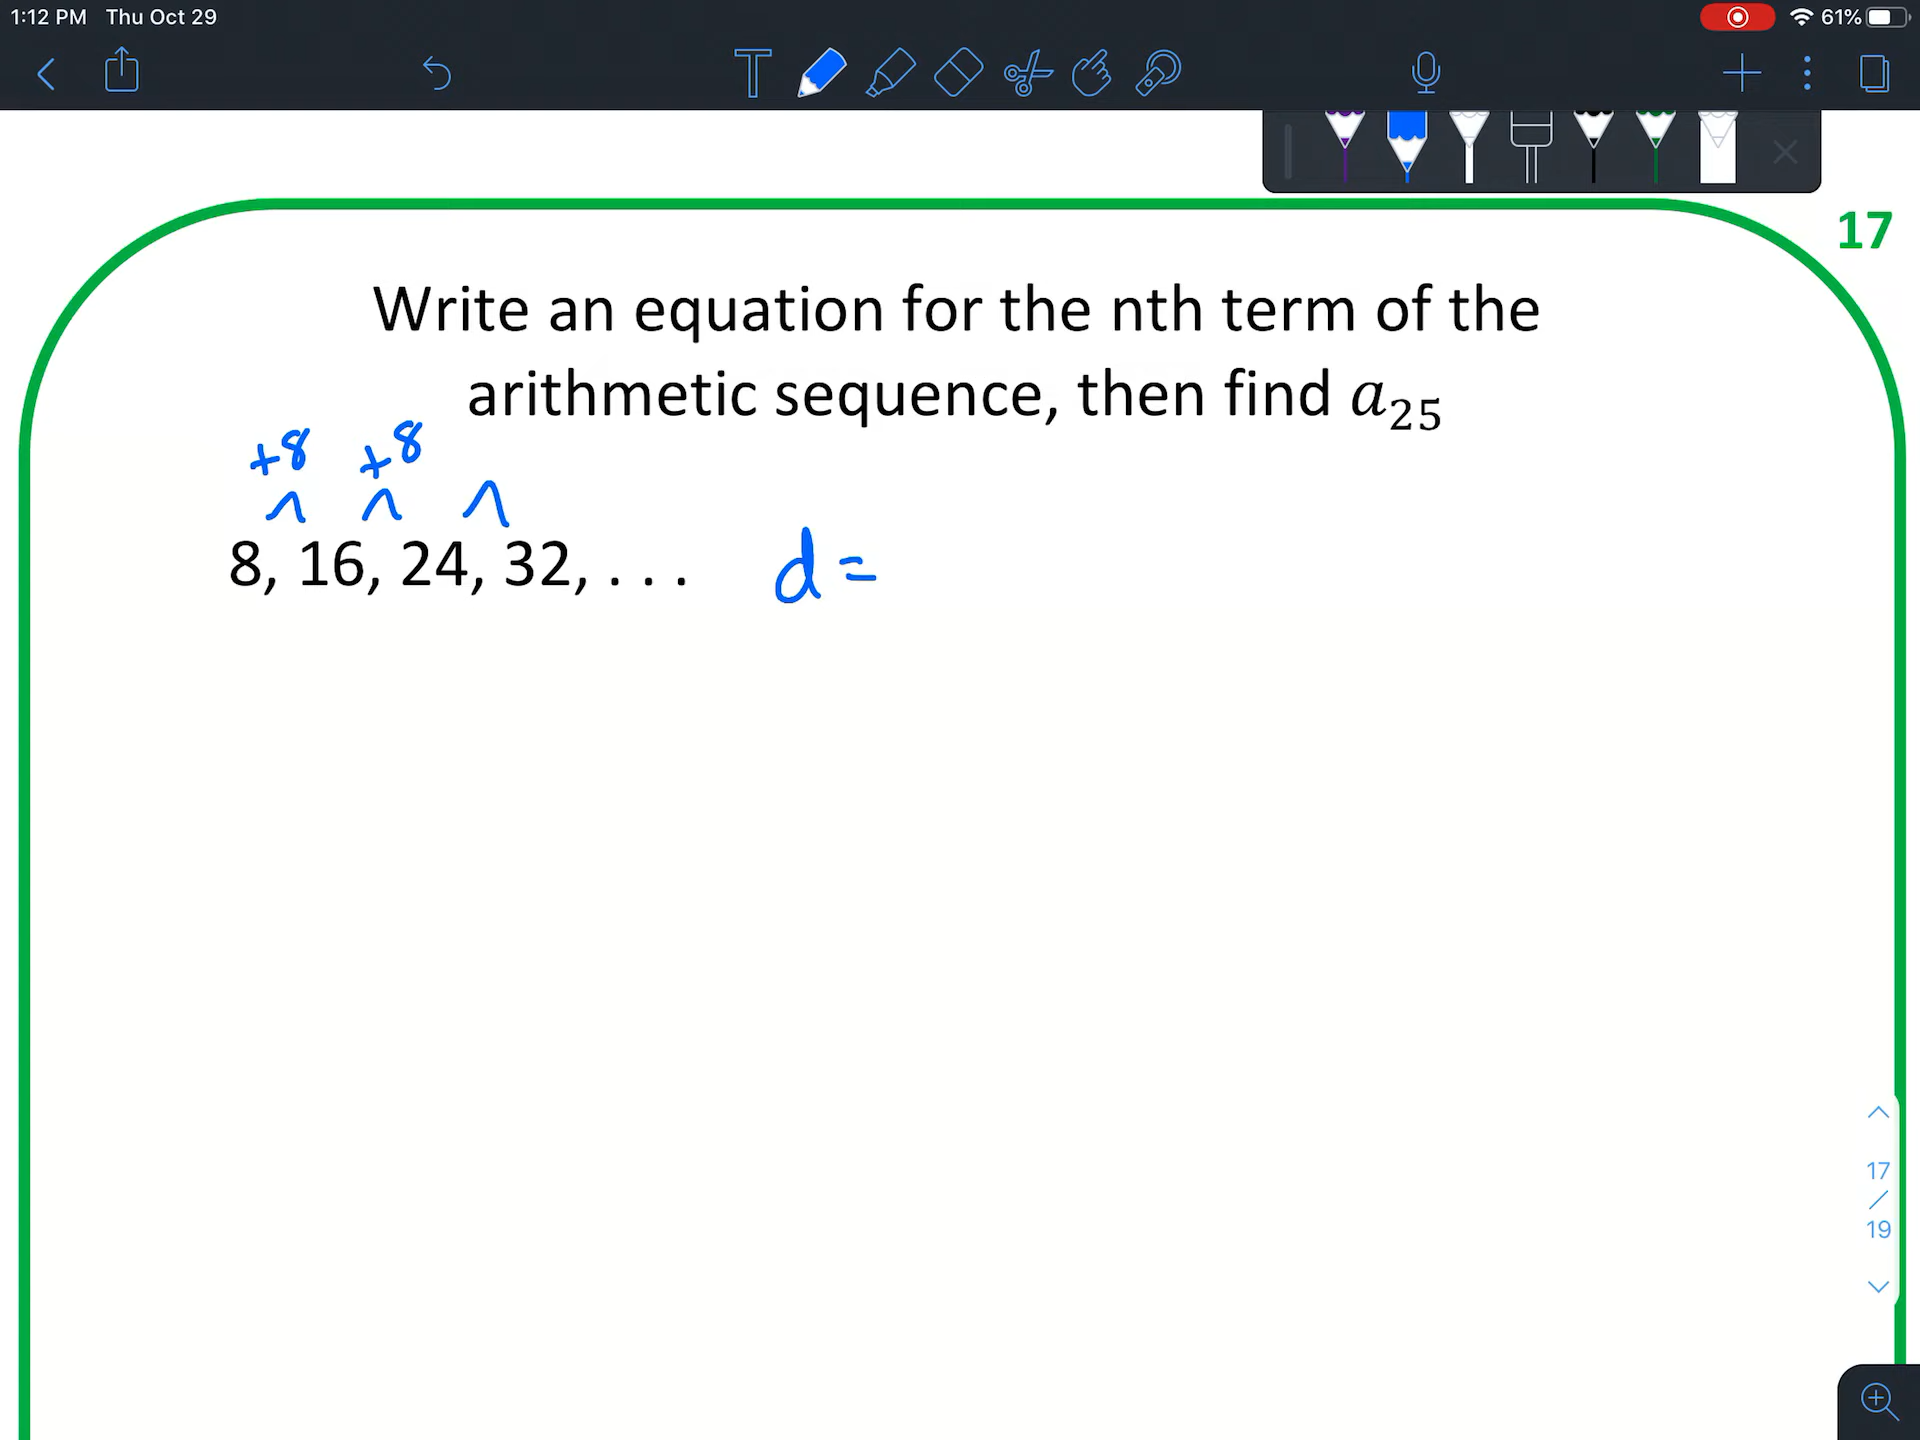 1:12 PM Thu Oct 29
61%
T
17
Write an equation for the nth term of the
arithmetic sequence, then find a₂₅
+8 +8
8, 16, 24, 32, . . . d =
17
/
19